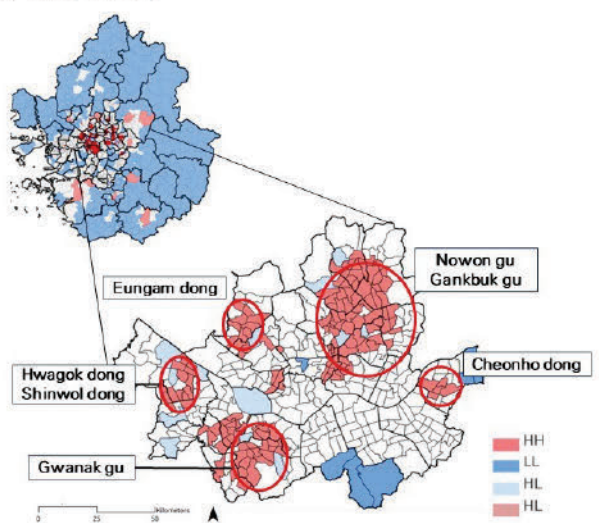 Nowon gu
Gankbuk gu
Eungam dong
Cheonho dong
Hwagok dong
Shinwol dong
Gwanak gu
HH
LL
HL
HL
0 25 50 Kilometers